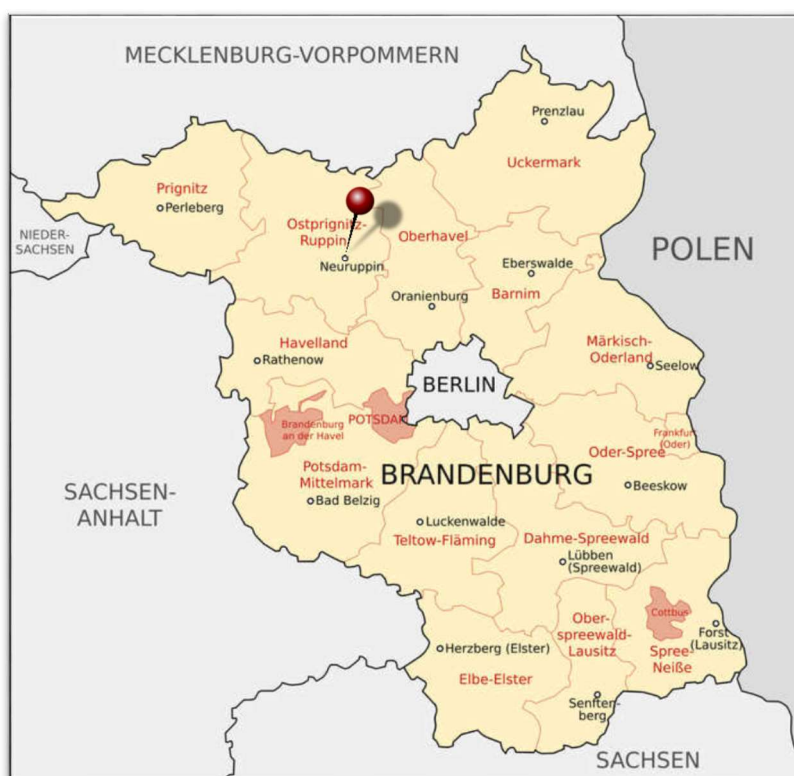 MECKLENBURG-VORPOMMERN
Prenzlau
Uckermark
Prignitz
Perleberg
NIEDER-
SACHSEN
Ostprignitz-
Ruppin
Neuruppin
Oberhavel
Oranienburg
Eberswalde
Barnim
POLEN
Havelland
Rathenow
Märkisch-
Oderland
Seelow
BERLIN
Brandenburg
an der Havel
POTSDAM
Frankfurt
(Oder)
Oder-Spree
Beeskow
Potsdam-
Mittelmark
Bad Belzig
BRANDENBURG
SACHSEN-
ANHALT
Luckenwalde
Teltow-Fläming
Dahme-Spreewald
Lübben
(Spreewald)
Cottbus
Ober-
spreewald-
Lausitz
Forst
(Lausitz)
Spree-
Neiße
Herzberg (Elster)
Elbe-Elster
Senften-
berg
SACHSEN